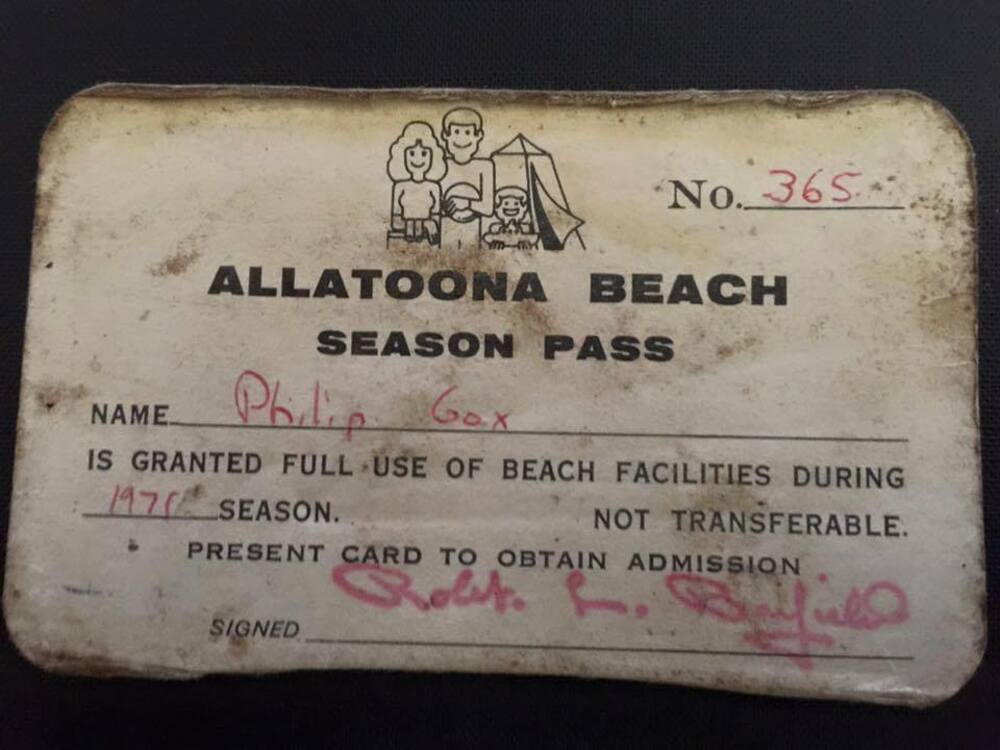 No. 365
ALLATOONA BEACH
SEASON PASS
NAME Philip Cox
IS GRANTED FULL USE OF BEACH FACILITIES DURING
SEASON. NOT TRANSFERABLE.
PRESENT CARD TO OBTAIN ADMISSION
Robt. L.
SIGNED